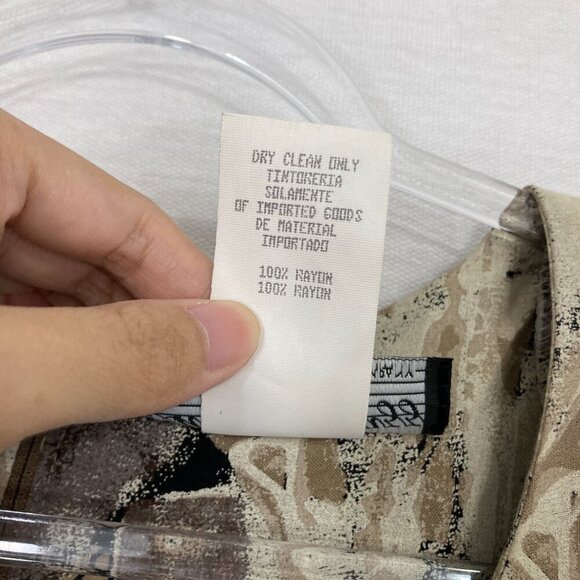 DRY CLEAN ONLY
TINTORERIA
SOLAMENTE
OF IMPORTED GOODS
DE MATERIAL
IMPORTADO
100% RAYON
100% RAYON